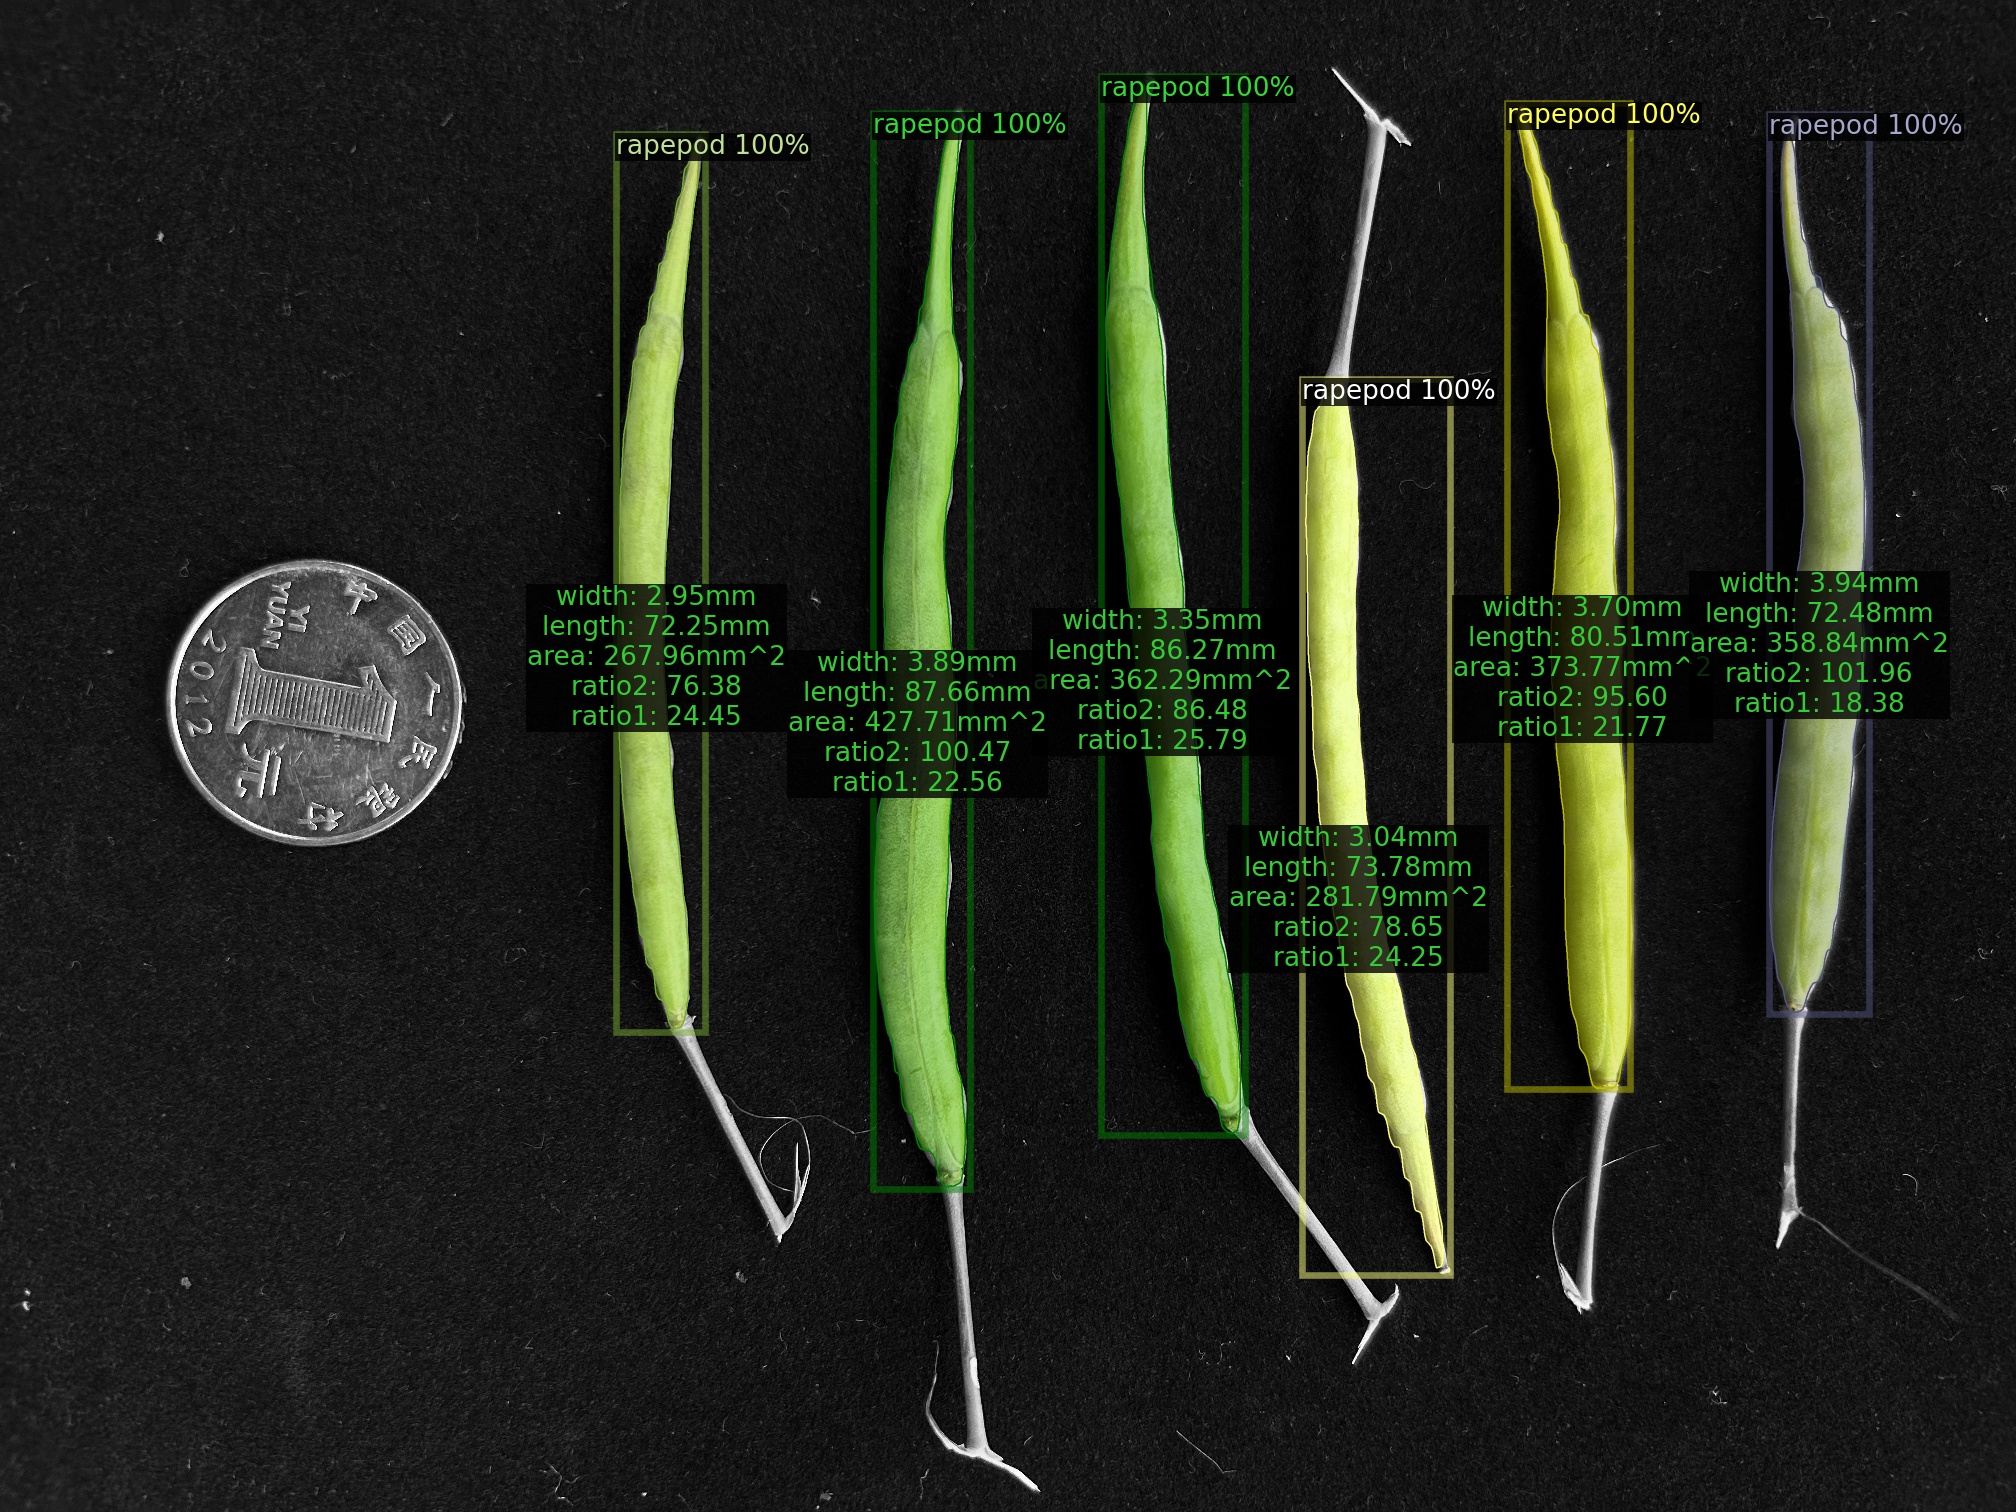 rapepod 100%
rapepod 100%
rapepod 100%
rapepod 100%
rapepod 100%
rapepod 100%
YI
YUAN
2012
1
元
中国人民银行
width: 2.95mm
length: 72.25mm
area: 267.96mm^2
ratio2: 76.38
ratio1: 24.45
width: 3.89mm
length: 87.66mm
area: 427.71mm^2
ratio2: 100.47
ratio1: 22.56
width: 3.35mm
length: 86.27mm
area: 362.29mm^2
ratio2: 86.48
ratio1: 25.79
width: 3.04mm
length: 73.78mm
area: 281.79mm^2
ratio2: 78.65
ratio1: 24.25
width: 3.70mm
length: 80.51mm
area: 373.77mm^2
ratio2: 95.60
ratio1: 21.77
width: 3.94mm
length: 72.48mm
area: 358.84mm^2
ratio2: 101.96
ratio1: 18.38